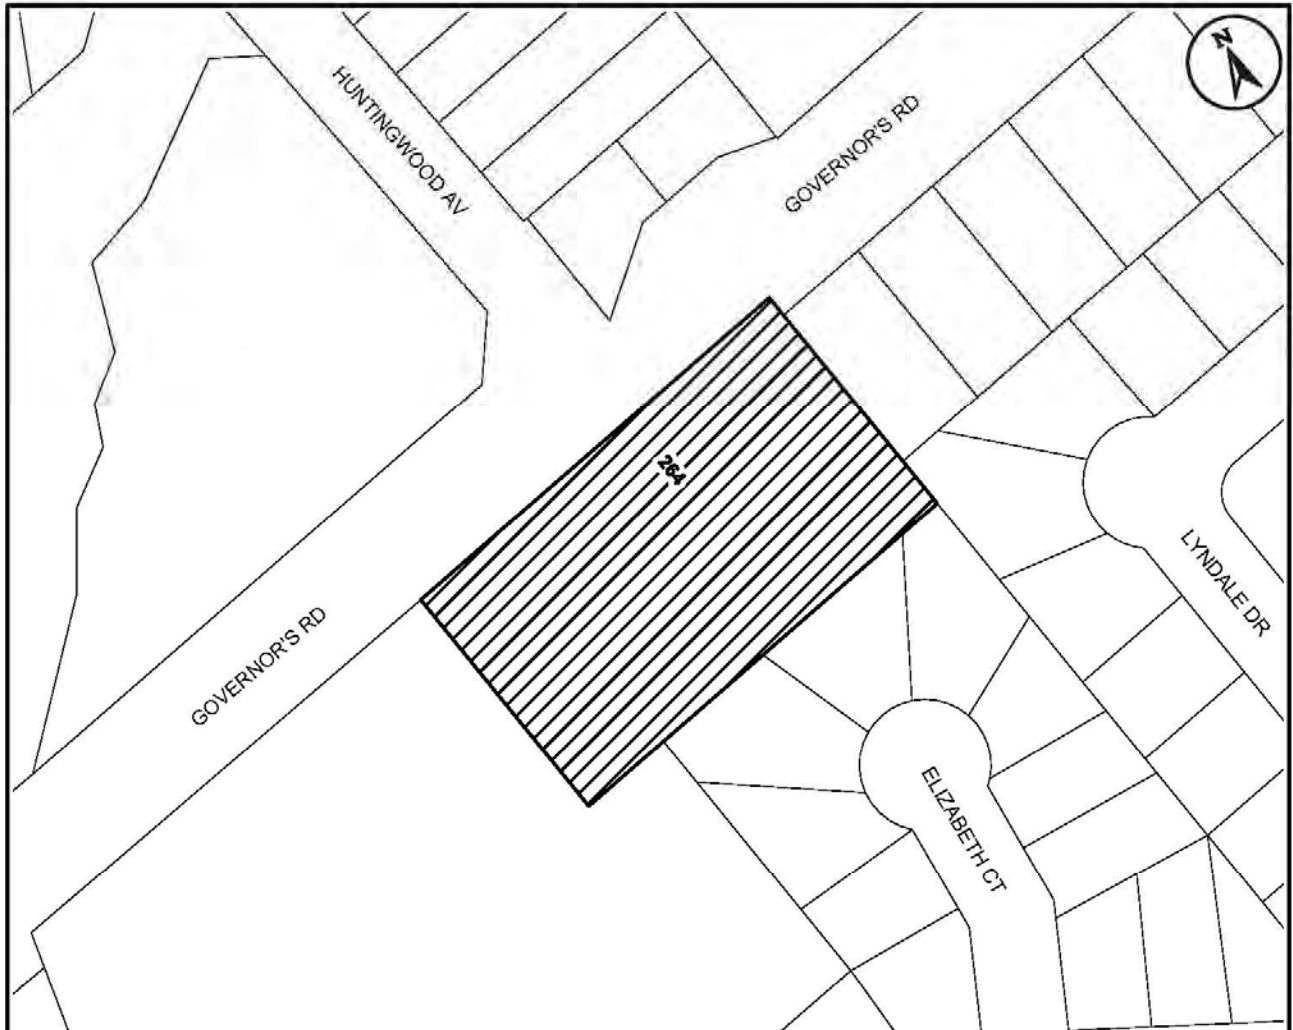 N
HUNTINGWOOD AV
GOVERNOR'S RD
264
LYNDALE DR
GOVERNOR'S RD
ELIZABETH CT